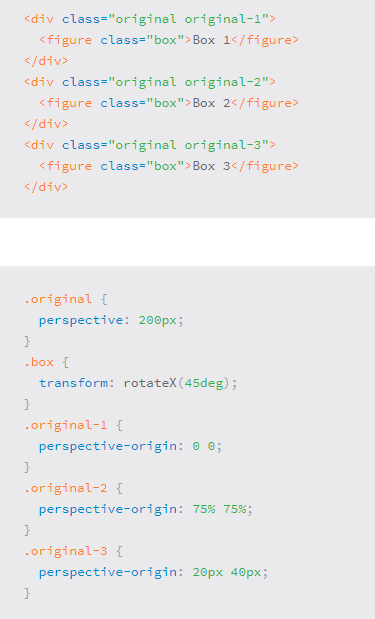 <div class="original original-1">
  <figure class="box">Box 1</figure>
</div>
<div class="original original-2">
  <figure class="box">Box 2</figure>
</div>
<div class="original original-3">
  <figure class="box">Box 3</figure>
</div>
.original {
  perspective: 200px;
}
.box {
  transform: rotateX(45deg);
}
.original-1 {
  perspective-origin: 0 0;
}
.original-2 {
  perspective-origin: 75% 75%;
}
.original-3 {
  perspective-origin: 20px 40px;
}